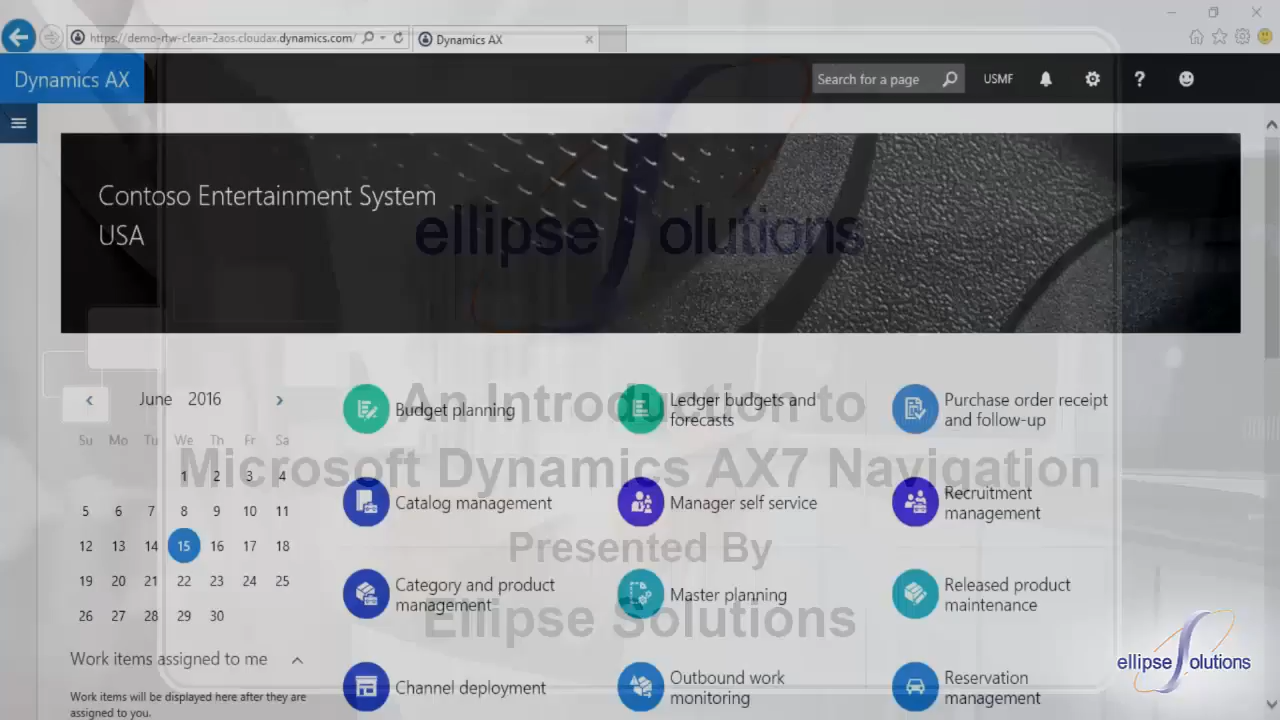 https://demo-rtw-clean-2aos.cloudax.dynamics.com/
Dynamics AX
Dynamics AX
Search for a page
USMF
Contoso Entertainment System
USA
ellipse Solutions
June 2016
Su Mo Tu We Th Fr Sa
1 2 3 4
5 6 7 8 9 10 11
12 13 14 15 16 17 18
19 20 21 22 23 24 25
26 27 28 29 30
Work items assigned to me
Work items will be displayed here after they are
assigned to you.
An Introduction to
Microsoft Dynamics AX7 Navigation
Presented By
Ellipse Solutions
Budget planning
Ledger budgets and
forecasts
Purchase order receipt
and follow-up
Catalog management
Manager self service
Recruitment
management
Category and product
management
Master planning
Released product
maintenance
Channel deployment
Outbound work
monitoring
Reservation
management
ellipse Solutions